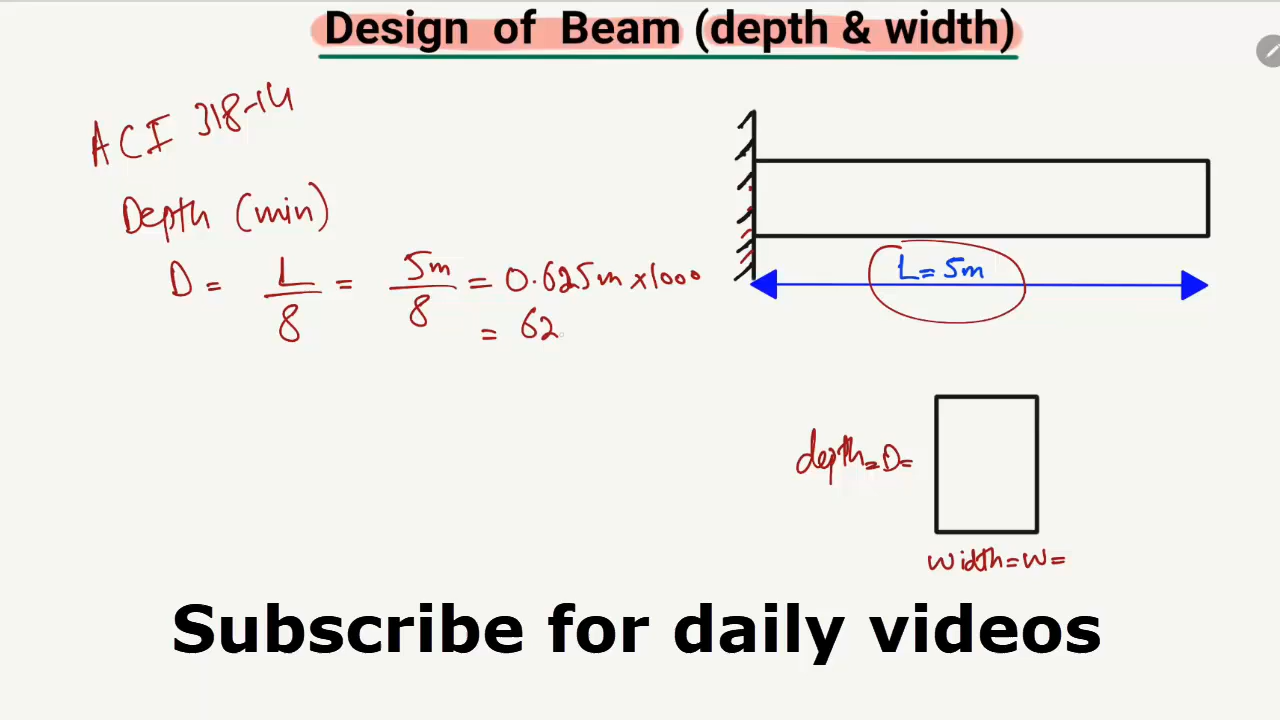 Design of Beam (depth & width)
ACI 318-14
Depth (min)
D = L/8 = 5m/8 = 0.625m×1000
= 62
L= 5m
depth=D=
width=W=
Subscribe for daily videos